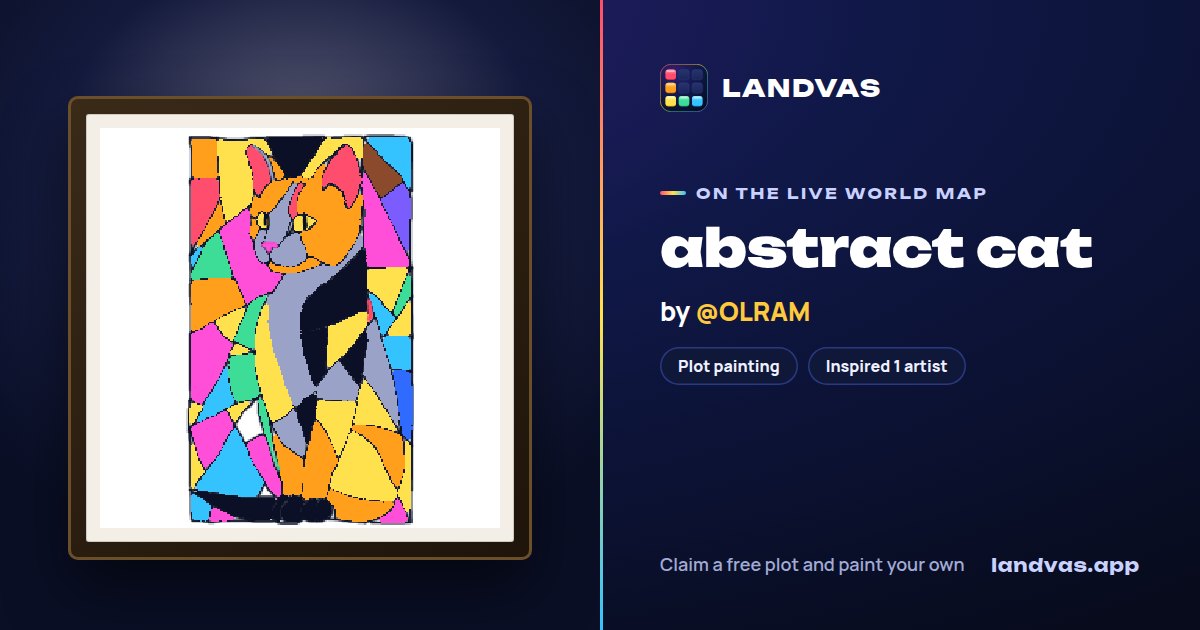 LANDVAS
ON THE LIVE WORLD MAP
abstract cat
by @OLRAM
Plot painting
Inspired 1 artist
Claim a free plot and paint your own
landvas.app